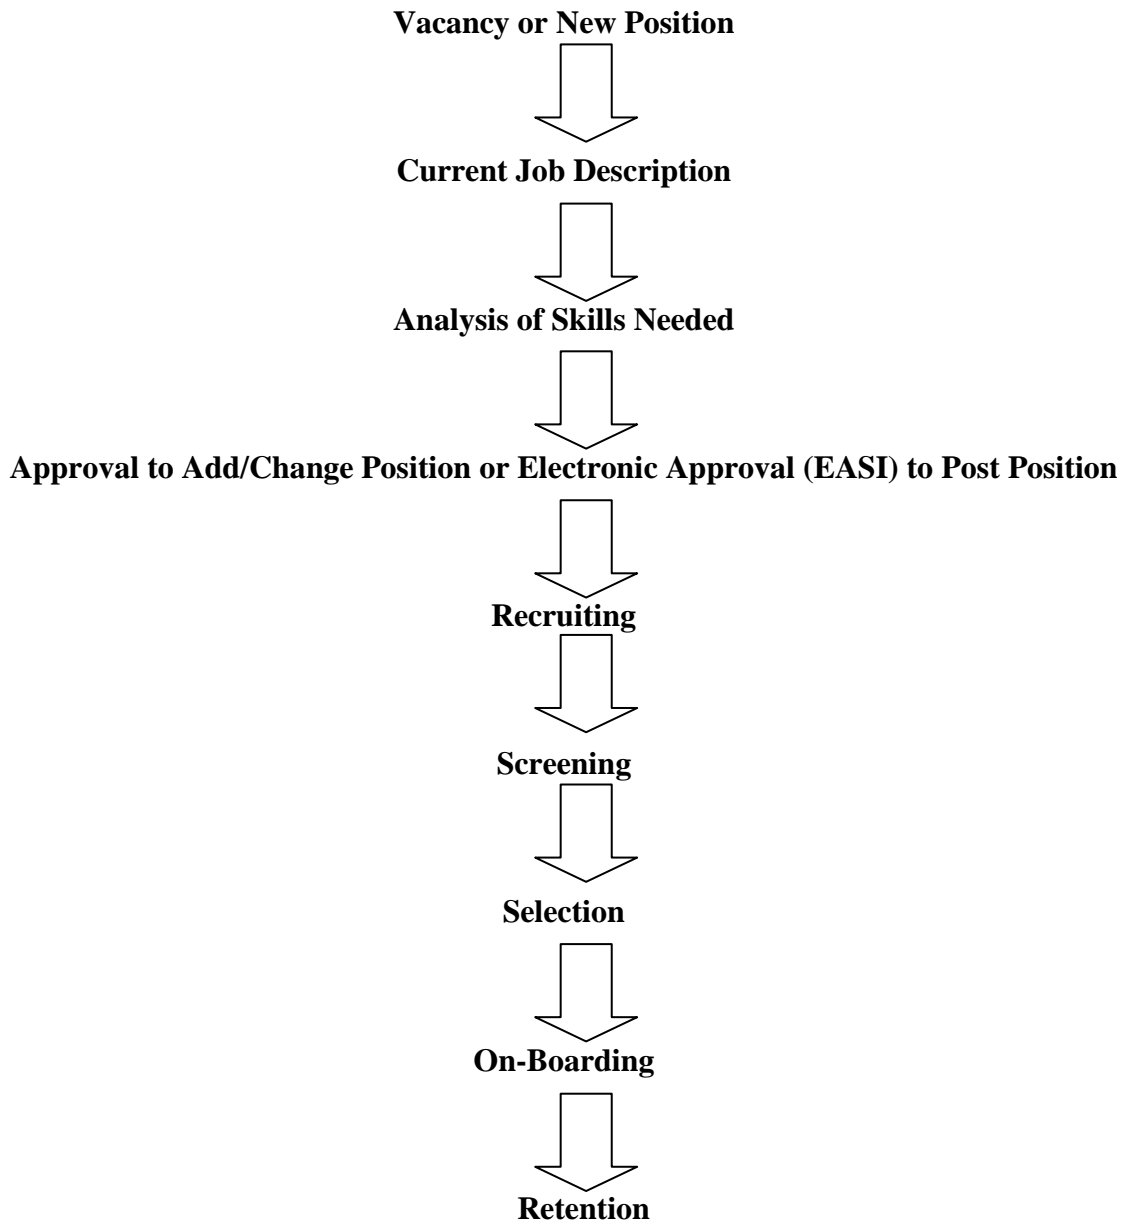 Vacancy or New Position
Current Job Description
Analysis of Skills Needed
Approval to Add/Change Position or Electronic Approval (EASI) to Post Position
Recruiting
Screening
Selection
On-Boarding
Retention